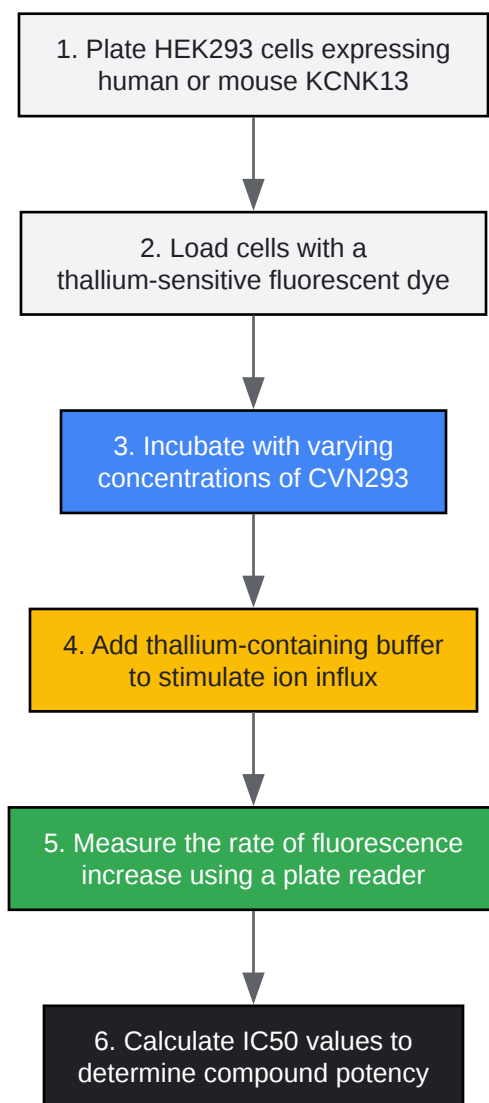 1. Plate HEK293 cells expressing
human or mouse KCNK13
2. Load cells with a
thallium-sensitive fluorescent dye
3. Incubate with varying
concentrations of CVN293
4. Add thallium-containing buffer
to stimulate ion influx
5. Measure the rate of fluorescence
increase using a plate reader
6. Calculate IC50 values to
determine compound potency